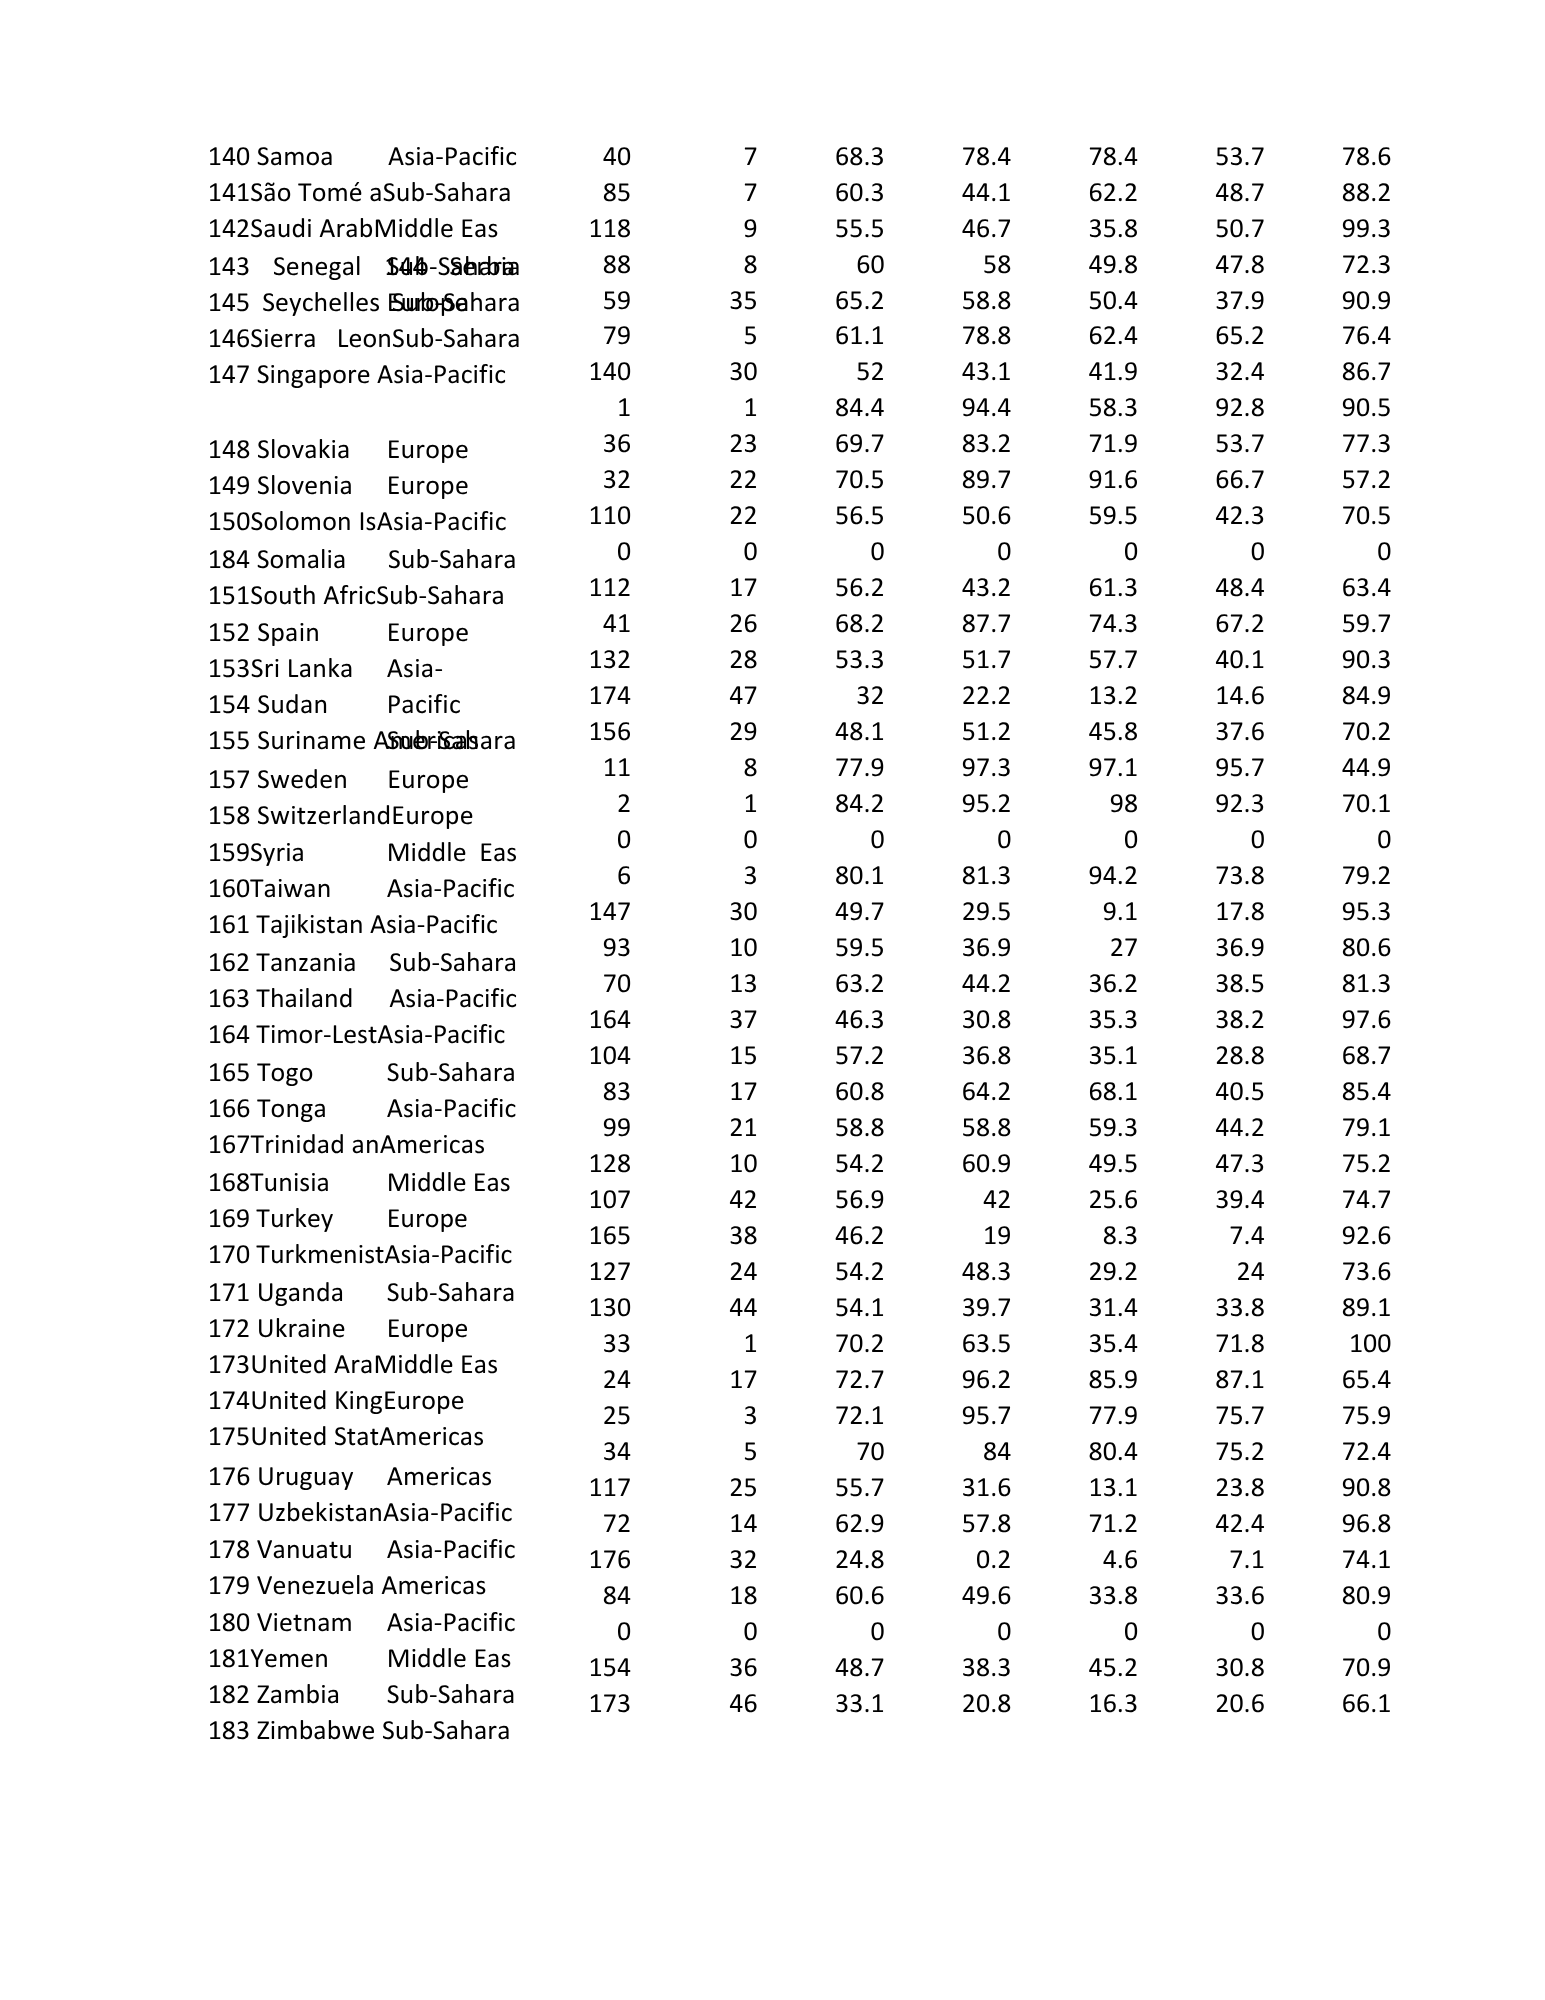 140 Samoa Asia-Pacific 40 7 68.3 78.4 78.4 53.7 78.6
141São Tomé aSub-Sahara 85 7 60.3 44.1 62.2 48.7 88.2
142Saudi ArabMiddle Eas 118 9 55.5 46.7 35.8 50.7 99.3
143 Senegal Sub-Sahara 144 Serbia 88 8 60 58 49.8 47.8 72.3
145 Seychelles Europe Sub-Sahara 59 35 65.2 58.8 50.4 37.9 90.9
146Sierra LeonSub-Sahara 79 5 61.1 78.8 62.4 65.2 76.4
147 Singapore Asia-Pacific 140 30 52 43.1 41.9 32.4 86.7
1 1 84.4 94.4 58.3 92.8 90.5
148 Slovakia Europe 36 23 69.7 83.2 71.9 53.7 77.3
149 Slovenia Europe 32 22 70.5 89.7 91.6 66.7 57.2
150Solomon IsAsia-Pacific 110 22 56.5 50.6 59.5 42.3 70.5
184 Somalia Sub-Sahara 0 0 0 0 0 0 0
151South AfricSub-Sahara 112 17 56.2 43.2 61.3 48.4 63.4
152 Spain Europe 41 26 68.2 87.7 74.3 67.2 59.7
153Sri Lanka Asia- 132 28 53.3 51.7 57.7 40.1 90.3
154 Sudan Pacific 174 47 32 22.2 13.2 14.6 84.9
155 Suriname Americas Sub-Sahara 156 29 48.1 51.2 45.8 37.6 70.2
157 Sweden Europe 11 8 77.9 97.3 97.1 95.7 44.9
158 SwitzerlandEurope 2 1 84.2 95.2 98 92.3 70.1
159Syria Middle Eas 0 0 0 0 0 0 0
160Taiwan Asia-Pacific 6 3 80.1 81.3 94.2 73.8 79.2
161 Tajikistan Asia-Pacific 147 30 49.7 29.5 9.1 17.8 95.3
162 Tanzania Sub-Sahara 93 10 59.5 36.9 27 36.9 80.6
163 Thailand Asia-Pacific 70 13 63.2 44.2 36.2 38.5 81.3
164 Timor-LestAsia-Pacific 164 37 46.3 30.8 35.3 38.2 97.6
165 Togo Sub-Sahara 104 15 57.2 36.8 35.1 28.8 68.7
166 Tonga Asia-Pacific 83 17 60.8 64.2 68.1 40.5 85.4
167Trinidad anAmericas 99 21 58.8 58.8 59.3 44.2 79.1
168Tunisia Middle Eas 128 10 54.2 60.9 49.5 47.3 75.2
169 Turkey Europe 107 42 56.9 42 25.6 39.4 74.7
170 TurkmenistAsia-Pacific 165 38 46.2 19 8.3 7.4 92.6
171 Uganda Sub-Sahara 127 24 54.2 48.3 29.2 24 73.6
172 Ukraine Europe 130 44 54.1 39.7 31.4 33.8 89.1
173United AraMiddle Eas 33 1 70.2 63.5 35.4 71.8 100
174United KingEurope 24 17 72.7 96.2 85.9 87.1 65.4
175United StatAmericas 25 3 72.1 95.7 77.9 75.7 75.9
176 Uruguay Americas 34 5 70 84 80.4 75.2 72.4
177 UzbekistanAsia-Pacific 117 25 55.7 31.6 13.1 23.8 90.8
178 Vanuatu Asia-Pacific 72 14 62.9 57.8 71.2 42.4 96.8
179 Venezuela Americas 176 32 24.8 0.2 4.6 7.1 74.1
180 Vietnam Asia-Pacific 84 18 60.6 49.6 33.8 33.6 80.9
181Yemen Middle Eas 0 0 0 0 0 0 0
182 Zambia Sub-Sahara 154 36 48.7 38.3 45.2 30.8 70.9
183 Zimbabwe Sub-Sahara 173 46 33.1 20.8 16.3 20.6 66.1